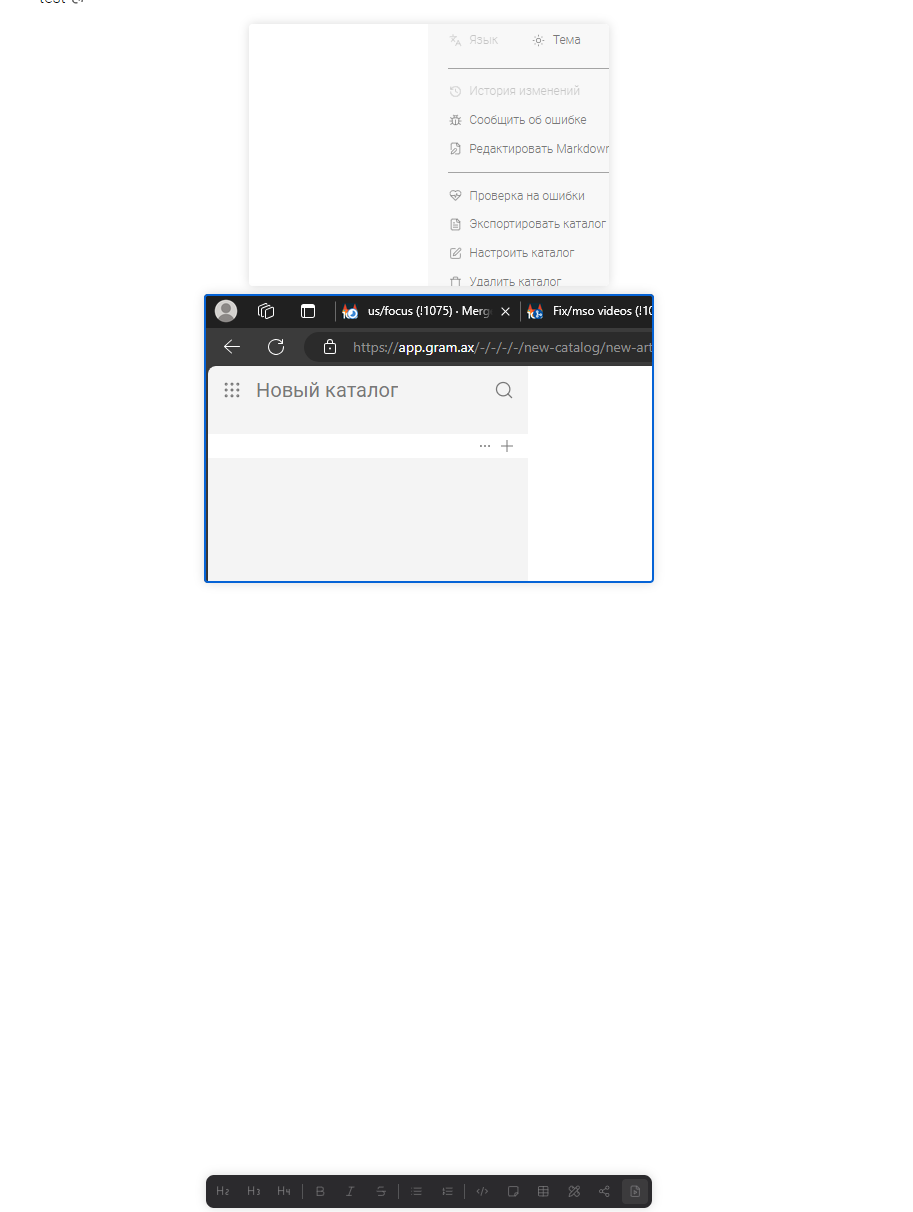 Язык Тема
История изменений
Сообщить об ошибке
Редактировать Markdown
Проверка на ошибки
Экспортировать каталог
Настроить каталог
Удалить каталог
us/focus (!1075) · Merg Fix/mso videos (!10
https://app.gram.ax/-/-/-/-/new-catalog/new-art
Новый каталог
H2 H3 H4 B I S